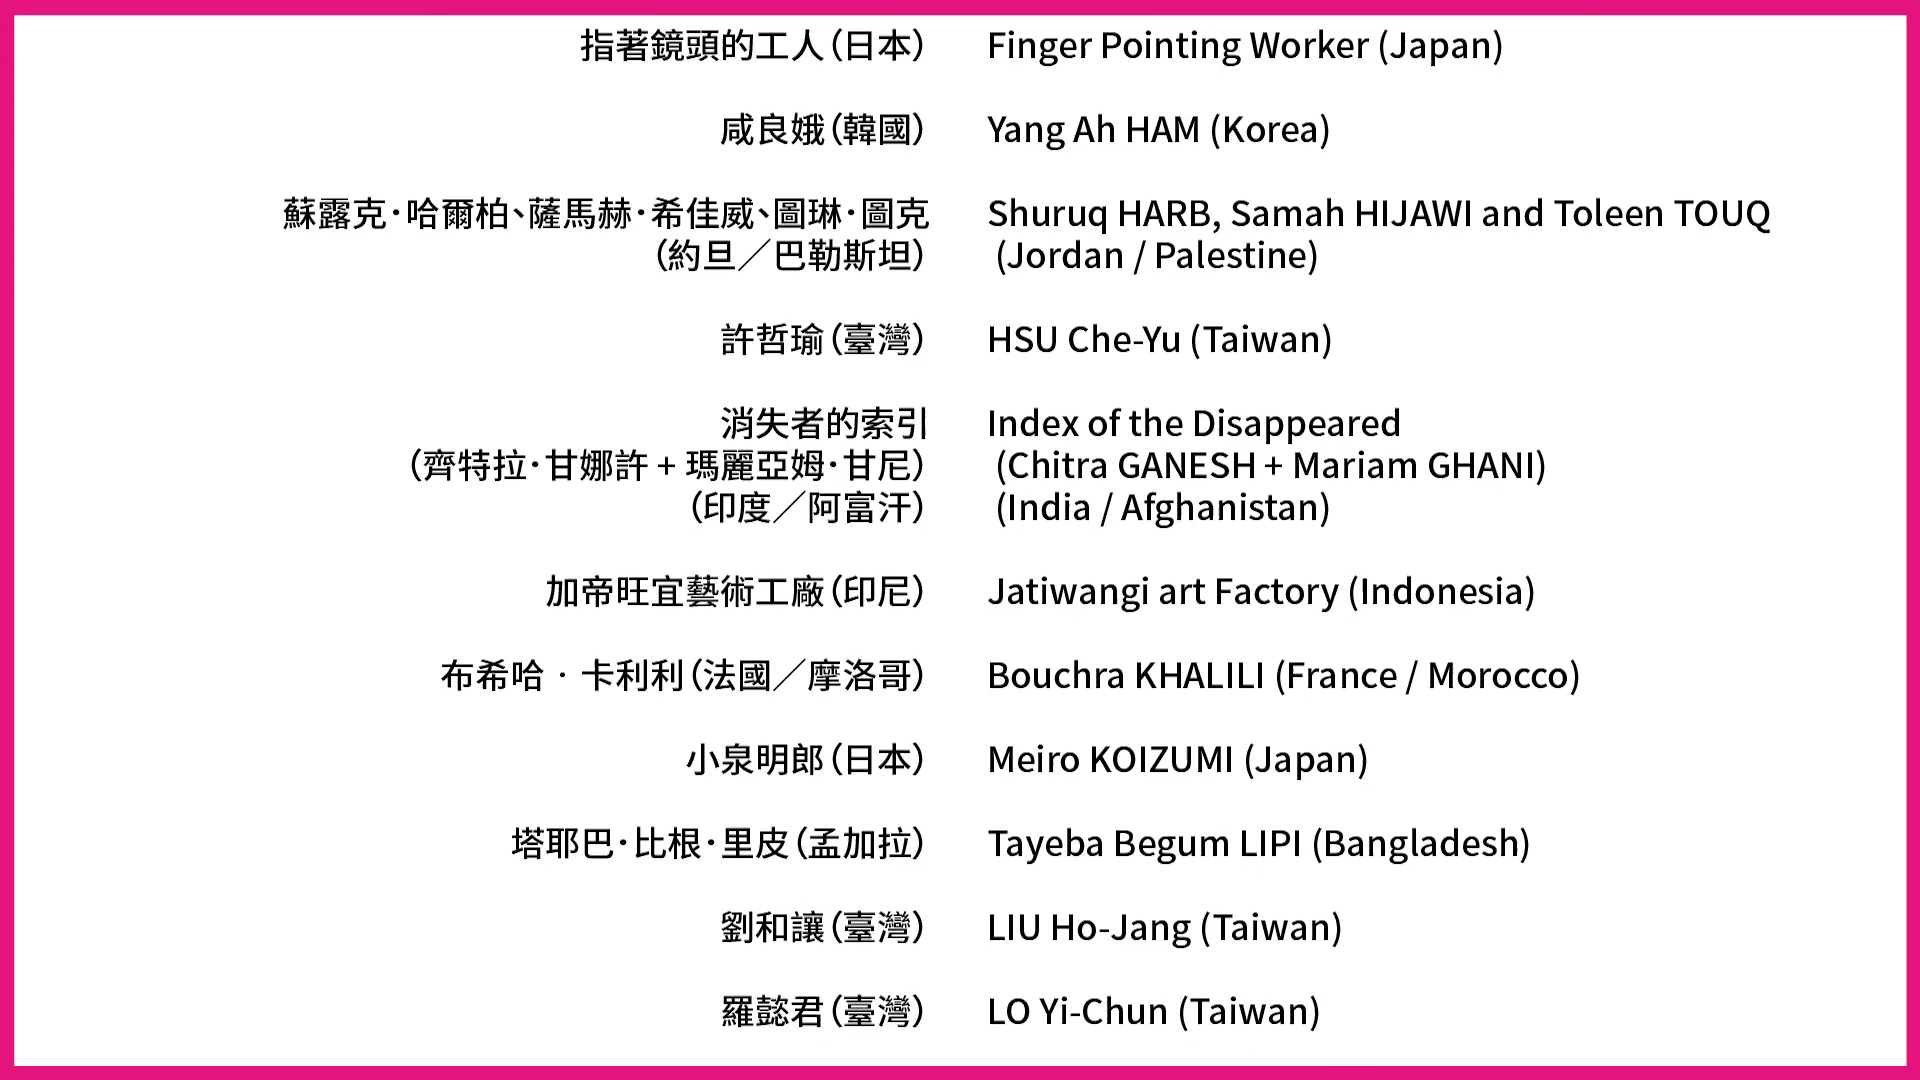 指著鏡頭的工人（日本） Finger Pointing Worker (Japan)
咸良娥（韓國） Yang Ah HAM (Korea)
蘇露克･哈爾柏、薩馬赫･希佳威、圖琳･圖克 Shuruq HARB, Samah HIJAWI and Toleen TOUQ
（約旦／巴勒斯坦） (Jordan / Palestine)
許哲瑜（臺灣） HSU Che-Yu (Taiwan)
消失者的索引 Index of the Disappeared
（齊特拉･甘娜許 + 瑪麗亞姆･甘尼） (Chitra GANESH + Mariam GHANI)
（印度／阿富汗） (India / Afghanistan)
加帝旺宜藝術工廠（印尼） Jatiwangi art Factory (Indonesia)
布希哈．卡利利（法國／摩洛哥） Bouchra KHALILI (France / Morocco)
小泉明郎（日本） Meiro KOIZUMI (Japan)
塔耶巴･比根･里皮（孟加拉） Tayeba Begum LIPI (Bangladesh)
劉和讓（臺灣） LIU Ho-Jang (Taiwan)
羅懿君（臺灣） LO Yi-Chun (Taiwan)